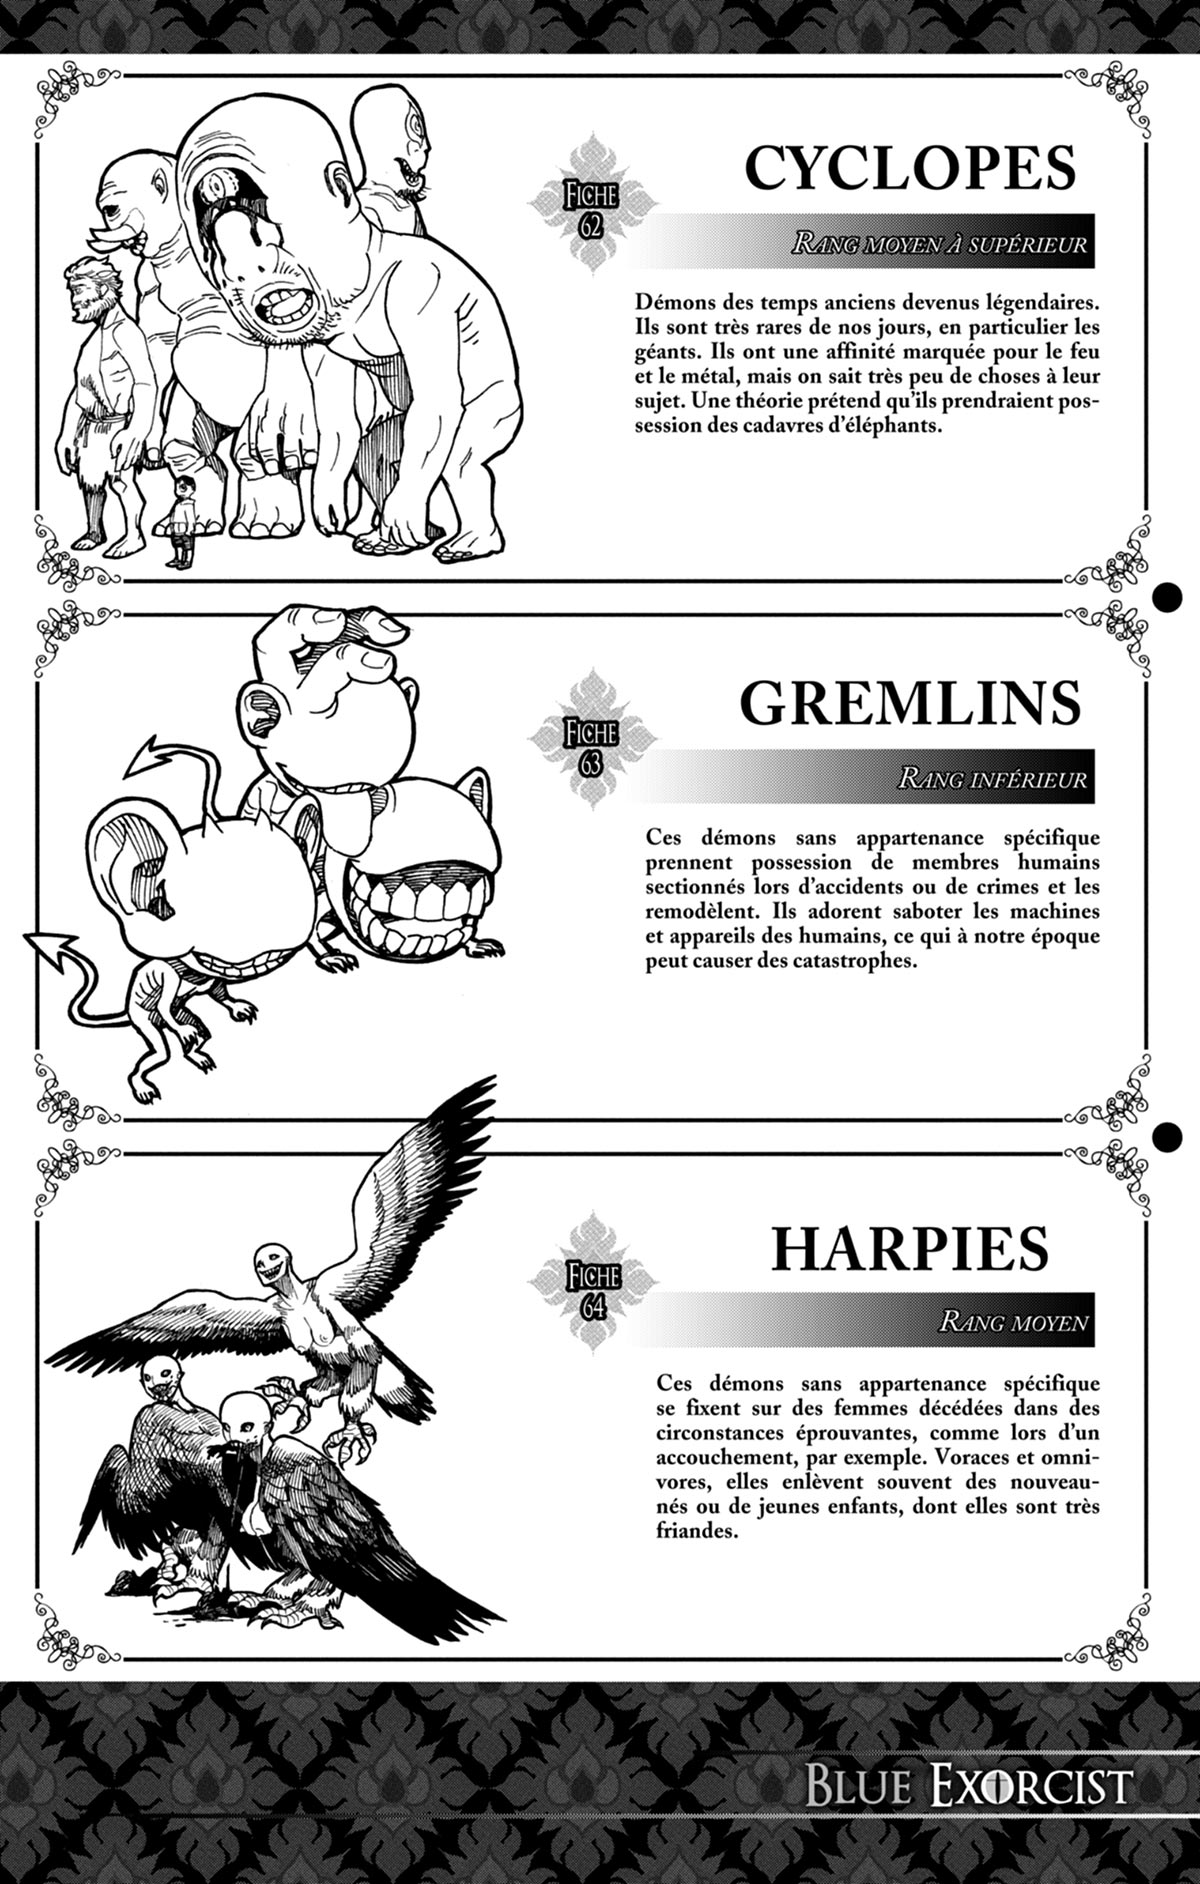 FICHE
62
CYCLOPES
RANG MOYEN À SUPÉRIEUR
Démons des temps anciens devenus légendaires.
Ils sont très rares de nos jours, en particulier les
géants. Ils ont une affinité marquée pour le feu
et le métal, mais on sait très peu de choses à leur
sujet. Une théorie prétend qu'ils prendraient pos-
session des cadavres d'éléphants.
FICHE
63
GREMLINS
RANG INFÉRIEUR
Ces démons sans appartenance spécifique
prennent possession de membres humains
sectionnés lors d'accidents ou de crimes et les
remodèlent. Ils adorent saboter les machines
et appareils des humains, ce qui à notre époque
peut causer des catastrophes.
FICHE
64
HARPIES
RANG MOYEN
Ces démons sans appartenance spécifique
se fixent sur des femmes décédées dans des
circonstances éprouvantes, comme lors d'un
accouchement, par exemple. Voraces et omni-
vores, elles enlèvent souvent des nouveau-
nés ou de jeunes enfants, dont elles sont très
friandes.
BLUE EXORCIST